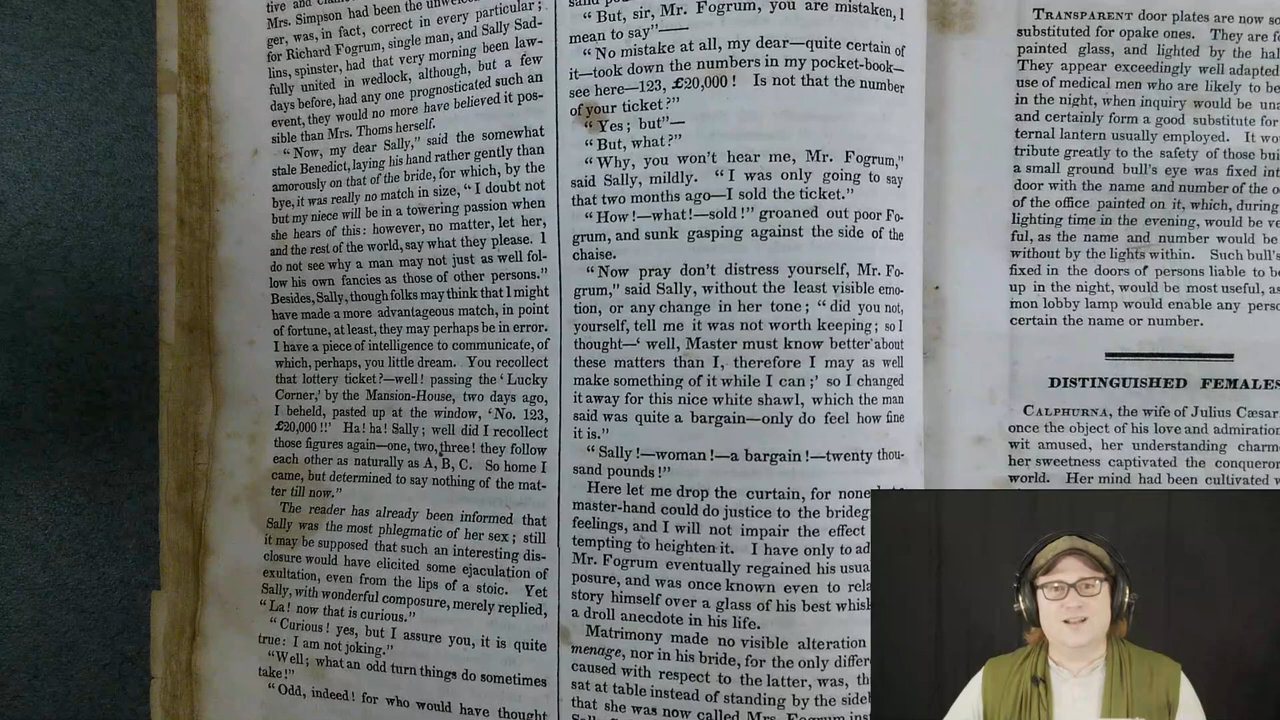 Mrs. Simpson had been the
ger, was, in fact, correct in every particular;
for Richard Fogrum, single man, and Sally Sad-
lins, spinster, had that very morning been law-
fully united in wedlock, although, but a few
days before, had any one prognosticated such an
event, they would no more have believed it pos-
sible than Mrs. Thoms herself.
“Now, my dear Sally,” said the somewhat
stale Benedict, laying his hand rather gently than
amorously on that of the bride, for which, by the
bye, it was really no match in size, “I doubt not
but my niece will be in a towering passion when
she hears of this: however, no matter, let her,
and the rest of the world, say what they please. I
do not see why a man may not just as well fol-
low his own fancies as those of other persons.”
Besides, Sally, though folks may think that I might
have made a more advantageous match, in point
of fortune, at least, they may perhaps be in error.
I have a piece of intelligence to communicate, of
which, perhaps, you little dream. You recollect
that lottery ticket?—well! passing the ‘Lucky
Corner,’ by the Mansion-House, two days ago,
I beheld, pasted up at the window, ‘No. 123,
£20,000!!’ Ha! ha! Sally; well did I recollect
those figures again—one, two, three! they follow
each other as naturally as A, B, C. So home I
came, but determined to say nothing of the mat-
ter till now.”
The reader has already been informed that
Sally was the most phlegmatic of her sex; still
it may be supposed that such an interesting dis-
closure would have elicited some ejaculation of
exultation, even from the lips of a stoic. Yet
Sally, with wonderful composure, merely replied,
“La! now that is curious.”
“Curious! yes, but I assure you, it is quite
true: I am not joking.”
“Well; what an odd turn things do sometimes
take!”
“Odd, indeed! for who would have thought
“But, sir, Mr. Fogrum, you are mistaken, I
mean to say”——
“No mistake at all, my dear—quite certain of
it—took down the numbers in my pocket-book—
see here—123, £20,000! Is not that the number
of your ticket?”
“Yes; but”—
“But, what?”
“Why, you won't hear me, Mr. Fogrum,”
said Sally, mildly. “I was only going to say
that two months ago—I sold the ticket.”
“How!—what!—sold!” groaned out poor Fo-
grum, and sunk gasping against the side of the
chaise.
“Now pray don't distress yourself, Mr. Fo-
grum,” said Sally, without the least visible emo-
tion, or any change in her tone; “did you not,
yourself, tell me it was not worth keeping; so I
thought—‘well, Master must know better about
these matters than I, therefore I may as well
make something of it while I can;’ so I changed
it away for this nice white shawl, which the man
said was quite a bargain—only do feel how fine
it is.”
“Sally!—woman!—a bargain!—twenty thou-
sand pounds!”
Here let me drop the curtain, for none
master-hand could do justice to the brideg
feelings, and I will not impair the effect
tempting to heighten it. I have only to ad
Mr. Fogrum eventually regained his usua
posure, and was once known even to rela
story himself over a glass of his best whisk
a droll anecdote in his life.
Matrimony made no visible alteration
menage, nor in his bride, for the only differ
caused with respect to the latter, was, th
sat at table instead of standing by the side
that she was now called Mrs. Fogrum
TRANSPARENT door plates are now so
substituted for opake ones. They are f
painted glass, and lighted by the hal
They appear exceedingly well adapted
use of medical men who are likely to be
in the night, when inquiry would be un
and certainly form a good substitute for
ternal lantern usually employed. It wo
tribute greatly to the safety of those bui
a small ground bull's eye was fixed int
door with the name and number of the o
of the office painted on it, which, during
lighting time in the evening, would be ve
ful, as the name and number would be
without by the lights within. Such bull's
fixed in the doors of persons liable to be
up in the night, would be most useful, as
mon lobby lamp would enable any perso
certain the name or number.
DISTINGUISHED FEMALES
CALPHURNA, the wife of Julius Cæsar
once the object of his love and admiration
wit amused, her understanding charm
her sweetness captivated the conqueror
world. Her mind had been cultivated w